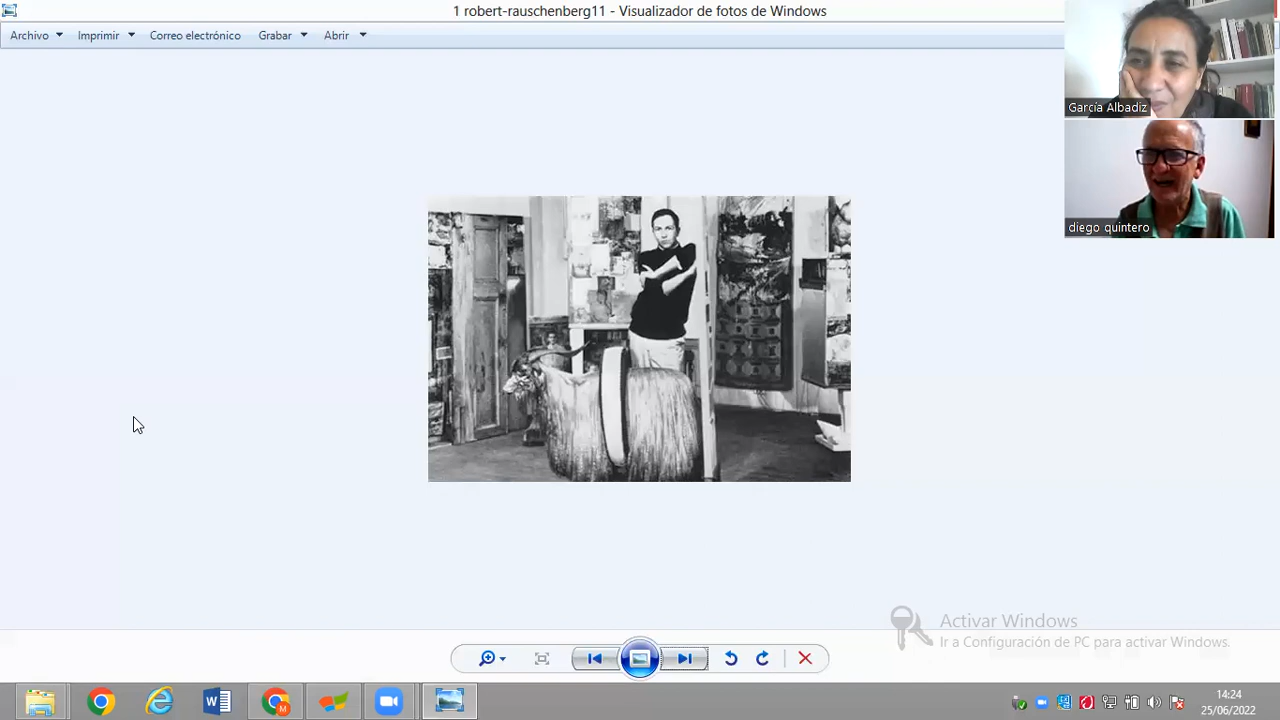 1 robert-rauschenberg11 - Visualizador de fotos de Windows
Archivo Imprimir Correo electrónico Grabar Abrir
García Albadiz
diego quintero
Activar Windows
Ir a Configuración de PC para activar Windows.
14:24
25/06/2022